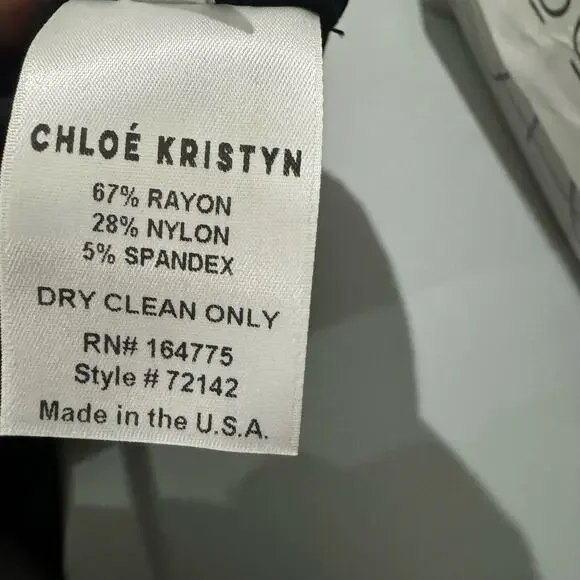 CHLOÉ KRISTYN
67% RAYON
28% NYLON
5% SPANDEX
DRY CLEAN ONLY
RN# 164775
Style # 72142
Made in the U.S.A.